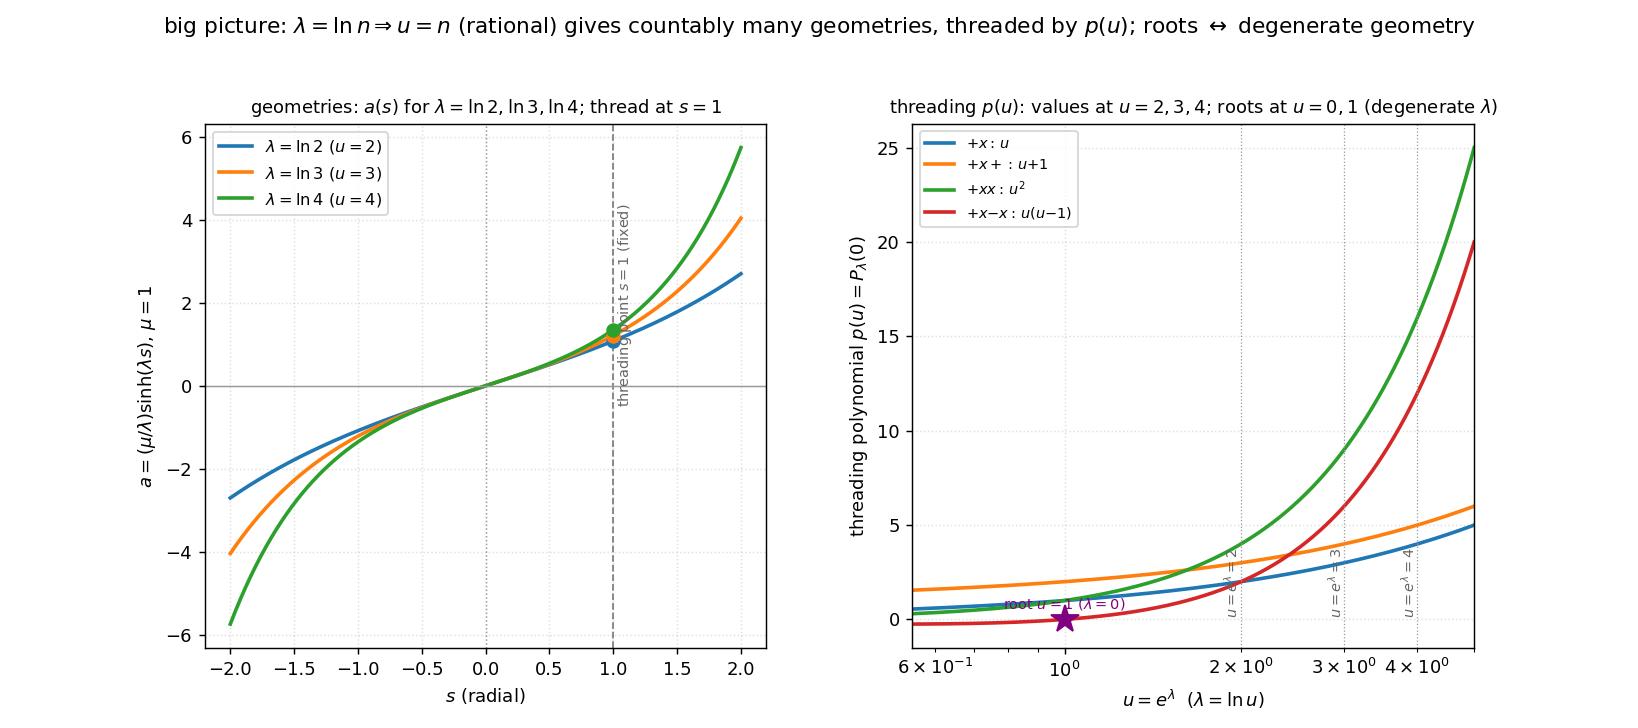 big picture: λ = ln n ⇒ u = n (rational) gives countably many geometries, threaded by p(u); roots ↔ degenerate geometry
geometries: a(s) for λ = ln 2, ln 3, ln 4; thread at s = 1
λ = ln 2 (u = 2)
λ = ln 3 (u = 3)
λ = ln 4 (u = 4)
threading point s = 1 (fixed)
a = (μ/λ)sinh(λs), μ = 1
6
4
2
0
−2
−4
−6
−2.0 −1.5 −1.0 −0.5 0.0 0.5 1.0 1.5 2.0
s (radial)
threading p(u): values at u = 2, 3, 4; roots at u = 0, 1 (degenerate λ)
+x: u
+x+: u+1
+xx: u²
+x−x: u(u−1)
threading polynomial p(u) = P_λ(0)
25
20
15
10
5
0
root u = 1 (λ = 0)
u = e^λ = 2
u = e^λ = 3
u = e^λ = 4
6 × 10⁻¹ 10⁰ 2 × 10⁰ 3 × 10⁰ 4 × 10⁰
u = e^λ (λ = ln u)